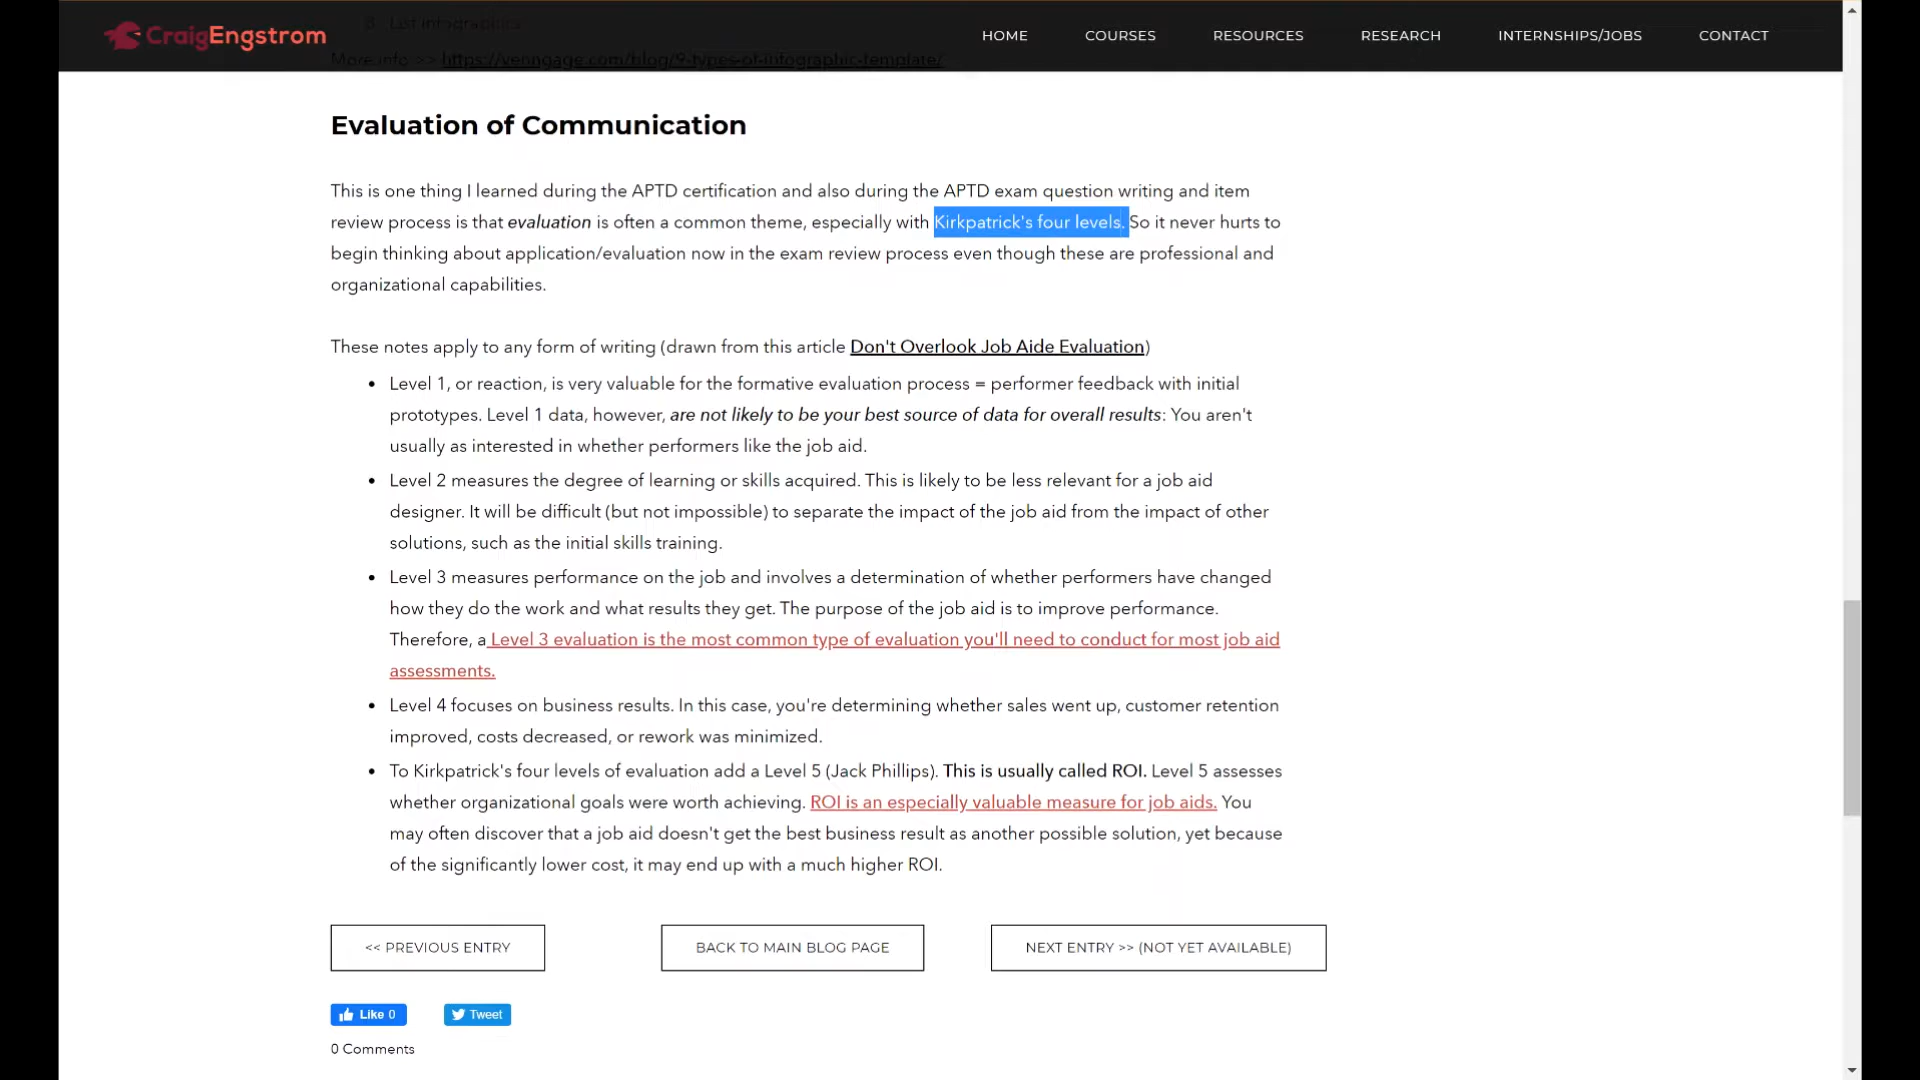 8. List infographics
CraigEngstrom
HOME
COURSES
RESOURCES
RESEARCH
INTERNSHIPS/JOBS
CONTACT
More info >> https://venngage.com/blog/9-types-of-infographic-template/
Evaluation of Communication
This is one thing I learned during the APTD certification and also during the APTD exam question writing and item
review process is that evaluation is often a common theme, especially with Kirkpatrick's four levels. So it never hurts to
begin thinking about application/evaluation now in the exam review process even though these are professional and
organizational capabilities.
These notes apply to any form of writing (drawn from this article Don't Overlook Job Aide Evaluation)
• Level 1, or reaction, is very valuable for the formative evaluation process = performer feedback with initial
prototypes. Level 1 data, however, are not likely to be your best source of data for overall results: You aren't
usually as interested in whether performers like the job aid.
• Level 2 measures the degree of learning or skills acquired. This is likely to be less relevant for a job aid
designer. It will be difficult (but not impossible) to separate the impact of the job aid from the impact of other
solutions, such as the initial skills training.
• Level 3 measures performance on the job and involves a determination of whether performers have changed
how they do the work and what results they get. The purpose of the job aid is to improve performance.
Therefore, a Level 3 evaluation is the most common type of evaluation you'll need to conduct for most job aid
assessments.
• Level 4 focuses on business results. In this case, you're determining whether sales went up, customer retention
improved, costs decreased, or rework was minimized.
• To Kirkpatrick's four levels of evaluation add a Level 5 (Jack Phillips). This is usually called ROI. Level 5 assesses
whether organizational goals were worth achieving. ROI is an especially valuable measure for job aids. You
may often discover that a job aid doesn't get the best business result as another possible solution, yet because
of the significantly lower cost, it may end up with a much higher ROI.
<< PREVIOUS ENTRY
BACK TO MAIN BLOG PAGE
NEXT ENTRY >> (NOT YET AVAILABLE)
Like 0
Tweet
0 Comments